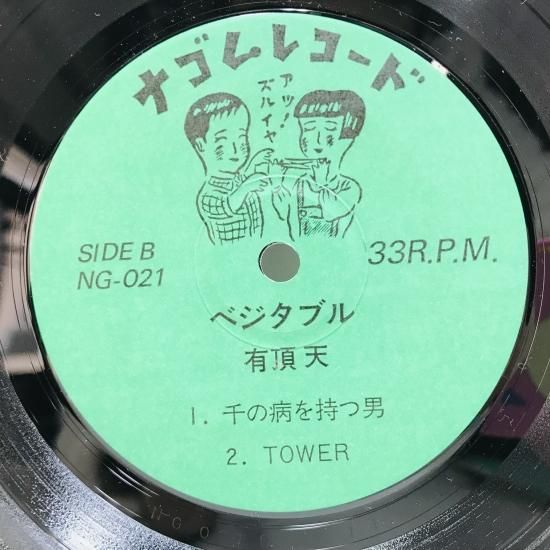 ナゴムレコード
アッ!
ズルイヤ
SIDE B
NG-021
33R.P.M.
ベジタブル
有頂天
1. 千の病を持つ男
2. TOWER